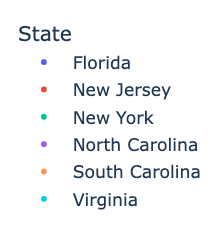 State
Florida
New Jersey
New York
North Carolina
South Carolina
Virginia